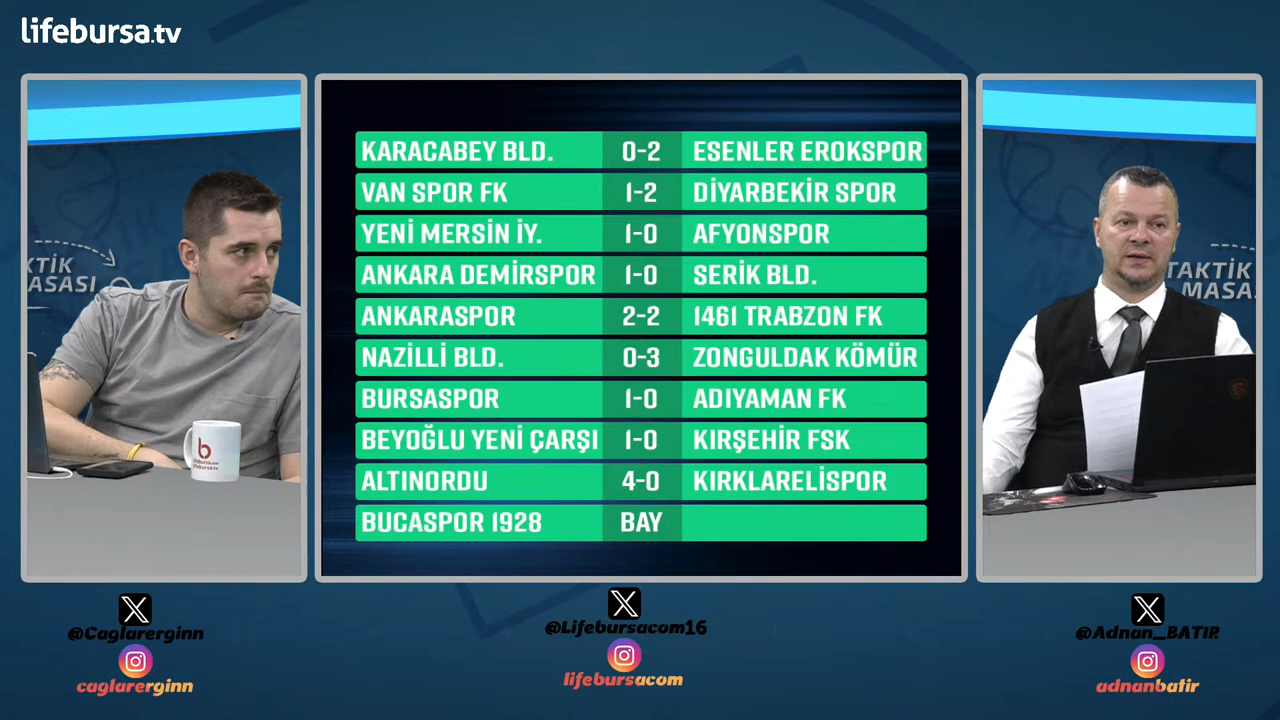 lifebursa.tv
KARACABEY BLD. 0-2 ESENLER EROKSPOR
VAN SPOR FK 1-2 DİYARBEKİR SPOR
YENİ MERSİN İY. 1-0 AFYONSPOR
ANKARA DEMİRSPOR 1-0 SERİK BLD.
ANKARASPOR 2-2 1461 TRABZON FK
NAZİLLİ BLD. 0-3 ZONGULDAK KÖMÜR
BURSASPOR 1-0 ADIYAMAN FK
BEYOĞLU YENİ ÇARŞI 1-0 KIRŞEHİR FSK
ALTINORDU 4-0 KIRKLARELİSPOR
BUCASPOR 1928 BAY
KTİK
ASASI
TAKTİK
MASAS
b
@Caglarerginn
caglarerginn
@Lifebursacom16
lifebursacom
@Adnan_BATIR
adnanbatir